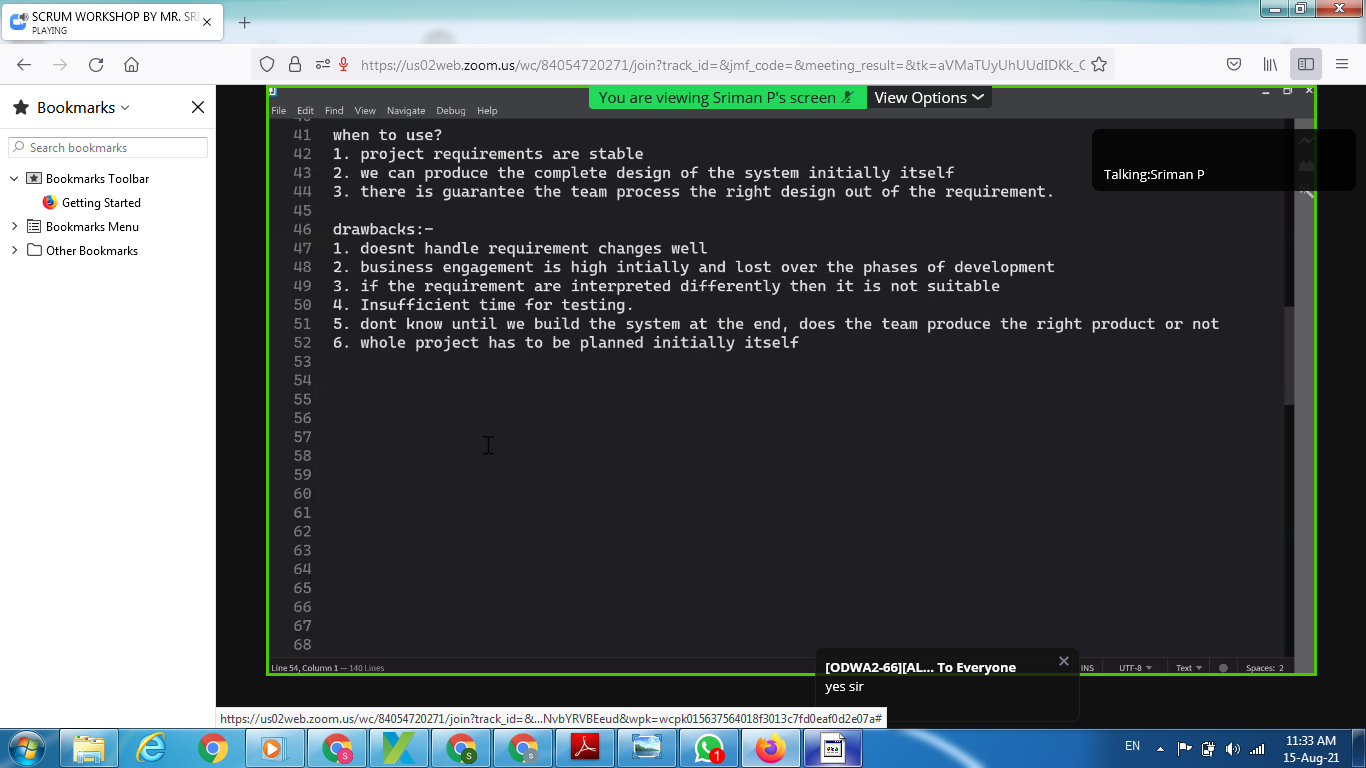 SCRUM WORKSHOP BY MR. SRI
PLAYING
https://us02web.zoom.us/wc/84054720271/join?track_id=&jmf_code=&meeting_result=&tk=aVMaTUyUhUUdIDKk_C
Bookmarks
Search bookmarks
Bookmarks Toolbar
Getting Started
Bookmarks Menu
Other Bookmarks
You are viewing Sriman P's screen
View Options
File Edit Find View Navigate Debug Help
Talking:Sriman P
41 when to use?
42 1. project requirements are stable
43 2. we can produce the complete design of the system initially itself
44 3. there is guarantee the team process the right design out of the requirement.
45
46 drawbacks:-
47 1. doesnt handle requirement changes well
48 2. business engagement is high intially and lost over the phases of development
49 3. if the requirement are interpreted differently then it is not suitable
50 4. Insufficient time for testing.
51 5. dont know until we build the system at the end, does the team produce the right product or not
52 6. whole project has to be planned initially itself
53
54
55
56
57
58
59
60
61
62
63
64
65
66
67
68
Line 54, Column 1 — 140 Lines
INS UTF-8 Text Spaces: 2
[ODWA2-66][AL... To Everyone
yes sir
https://us02web.zoom.us/wc/84054720271/join?track_id=&...NvbYRVBEeud&wpk=wcpk015637564018f3013c7fd0eaf0d2e07a#
EN
11:33 AM
15-Aug-21